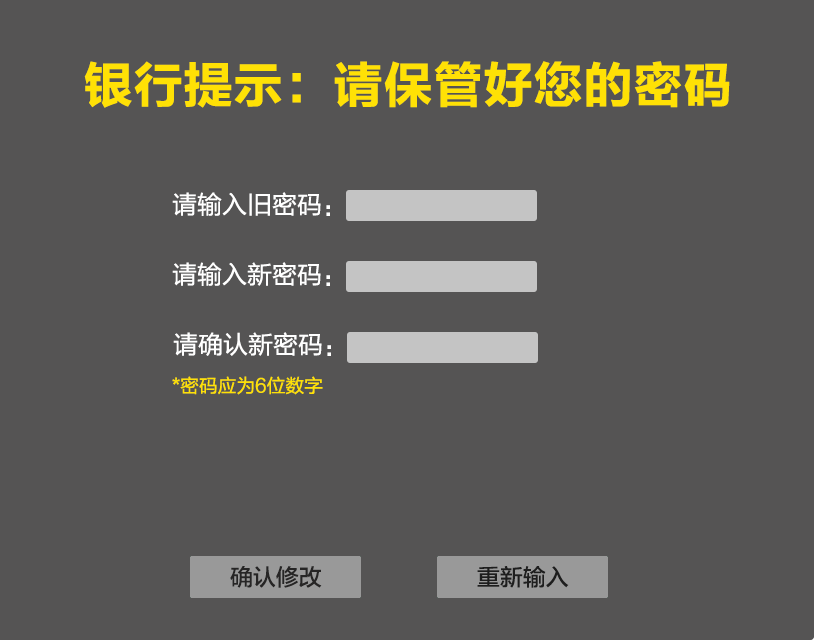 银行提示：请保管好您的密码
请输入旧密码：
请输入新密码：
请确认新密码：
*密码应为6位数字
确认修改 重新输入